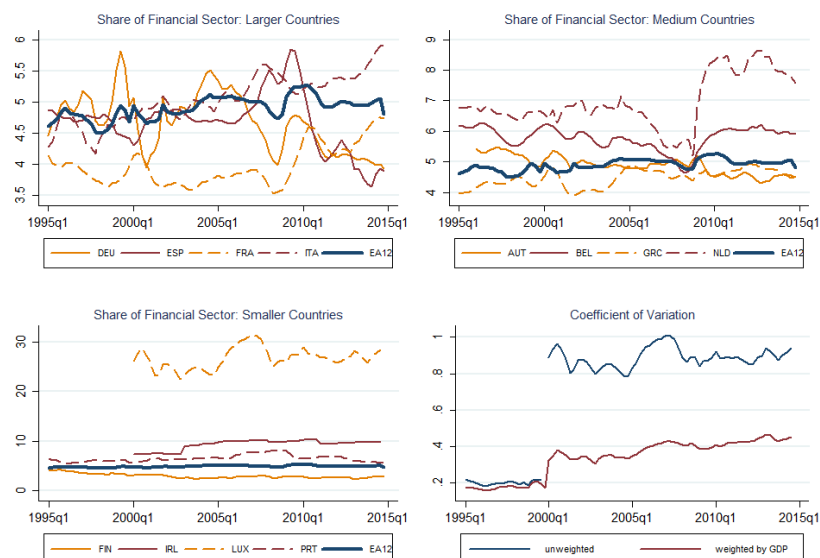 Share of Financial Sector: Larger Countries
6
5.5
5
4.5
4
3.5
1995q1 2000q1 2005q1 2010q1 2015q1
DEU ESP FRA ITA EA12
Share of Financial Sector: Medium Countries
9
8
7
6
5
4
1995q1 2000q1 2005q1 2010q1 2015q1
AUT BEL GRC NLD EA12
Share of Financial Sector: Smaller Countries
30
20
10
0
1995q1 2000q1 2005q1 2010q1 2015q1
FIN IRL LUX PRT EA12
Coefficient of Variation
1
.8
.6
.4
.2
1995q1 2000q1 2005q1 2010q1 2015q1
unweighted weighted by GDP